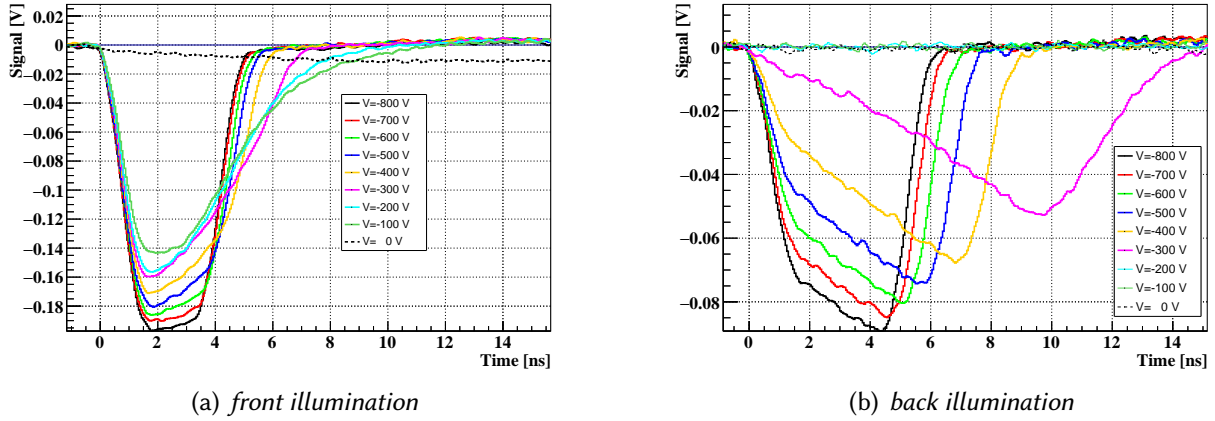 Signal [V]
0.02
0
−0.02
−0.04
−0.06
−0.08
−0.1
−0.12
−0.14
−0.16
−0.18
V=-800 V
V=-700 V
V=-600 V
V=-500 V
V=-400 V
V=-300 V
V=-200 V
V=-100 V
V= 0 V
0 2 4 6 8 10 12 14
Time [ns]
(a) front illumination
Signal [V]
0
−0.02
−0.04
−0.06
−0.08
V=-800 V
V=-700 V
V=-600 V
V=-500 V
V=-400 V
V=-300 V
V=-200 V
V=-100 V
V= 0 V
0 2 4 6 8 10 12 14
Time [ns]
(b) back illumination